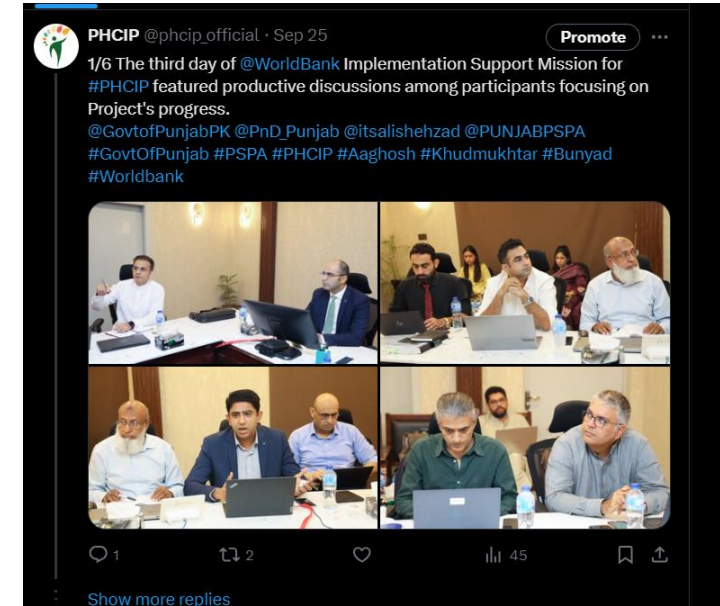 PHCIP @phcip_official · Sep 25
Promote
1/6 The third day of @WorldBank Implementation Support Mission for
#PHCIP featured productive discussions among participants focusing on
Project's progress.
@GovtofPunjabPK @PnD_Punjab @itsalishehzad @PUNJABPSPA
#GovtOfPunjab #PSPA #PHCIP #Aaghosh #Khudmukhtar #Bunyad
#Worldbank
1
2
45
Show more replies